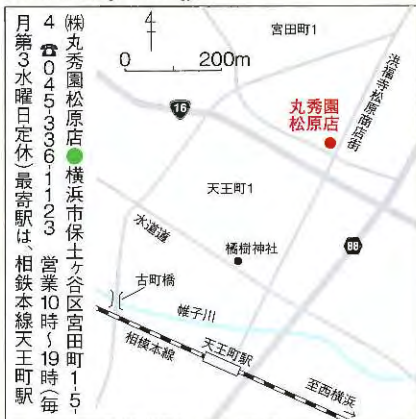 ㈱丸秀園松原店●横浜市保土ヶ谷区宮田町1-5-
4 ☎045-336-1123 営業10時〜19時(毎
月第3水曜日定休)最寄駅は、相鉄本線天王町駅
4
0 200m
宮田町1
16
洪福寺松原商店街
丸秀園
松原店
天王町1
水道道
橘樹神社
88
古町橋
帷子川
天王町駅
相模本線
至西横浜